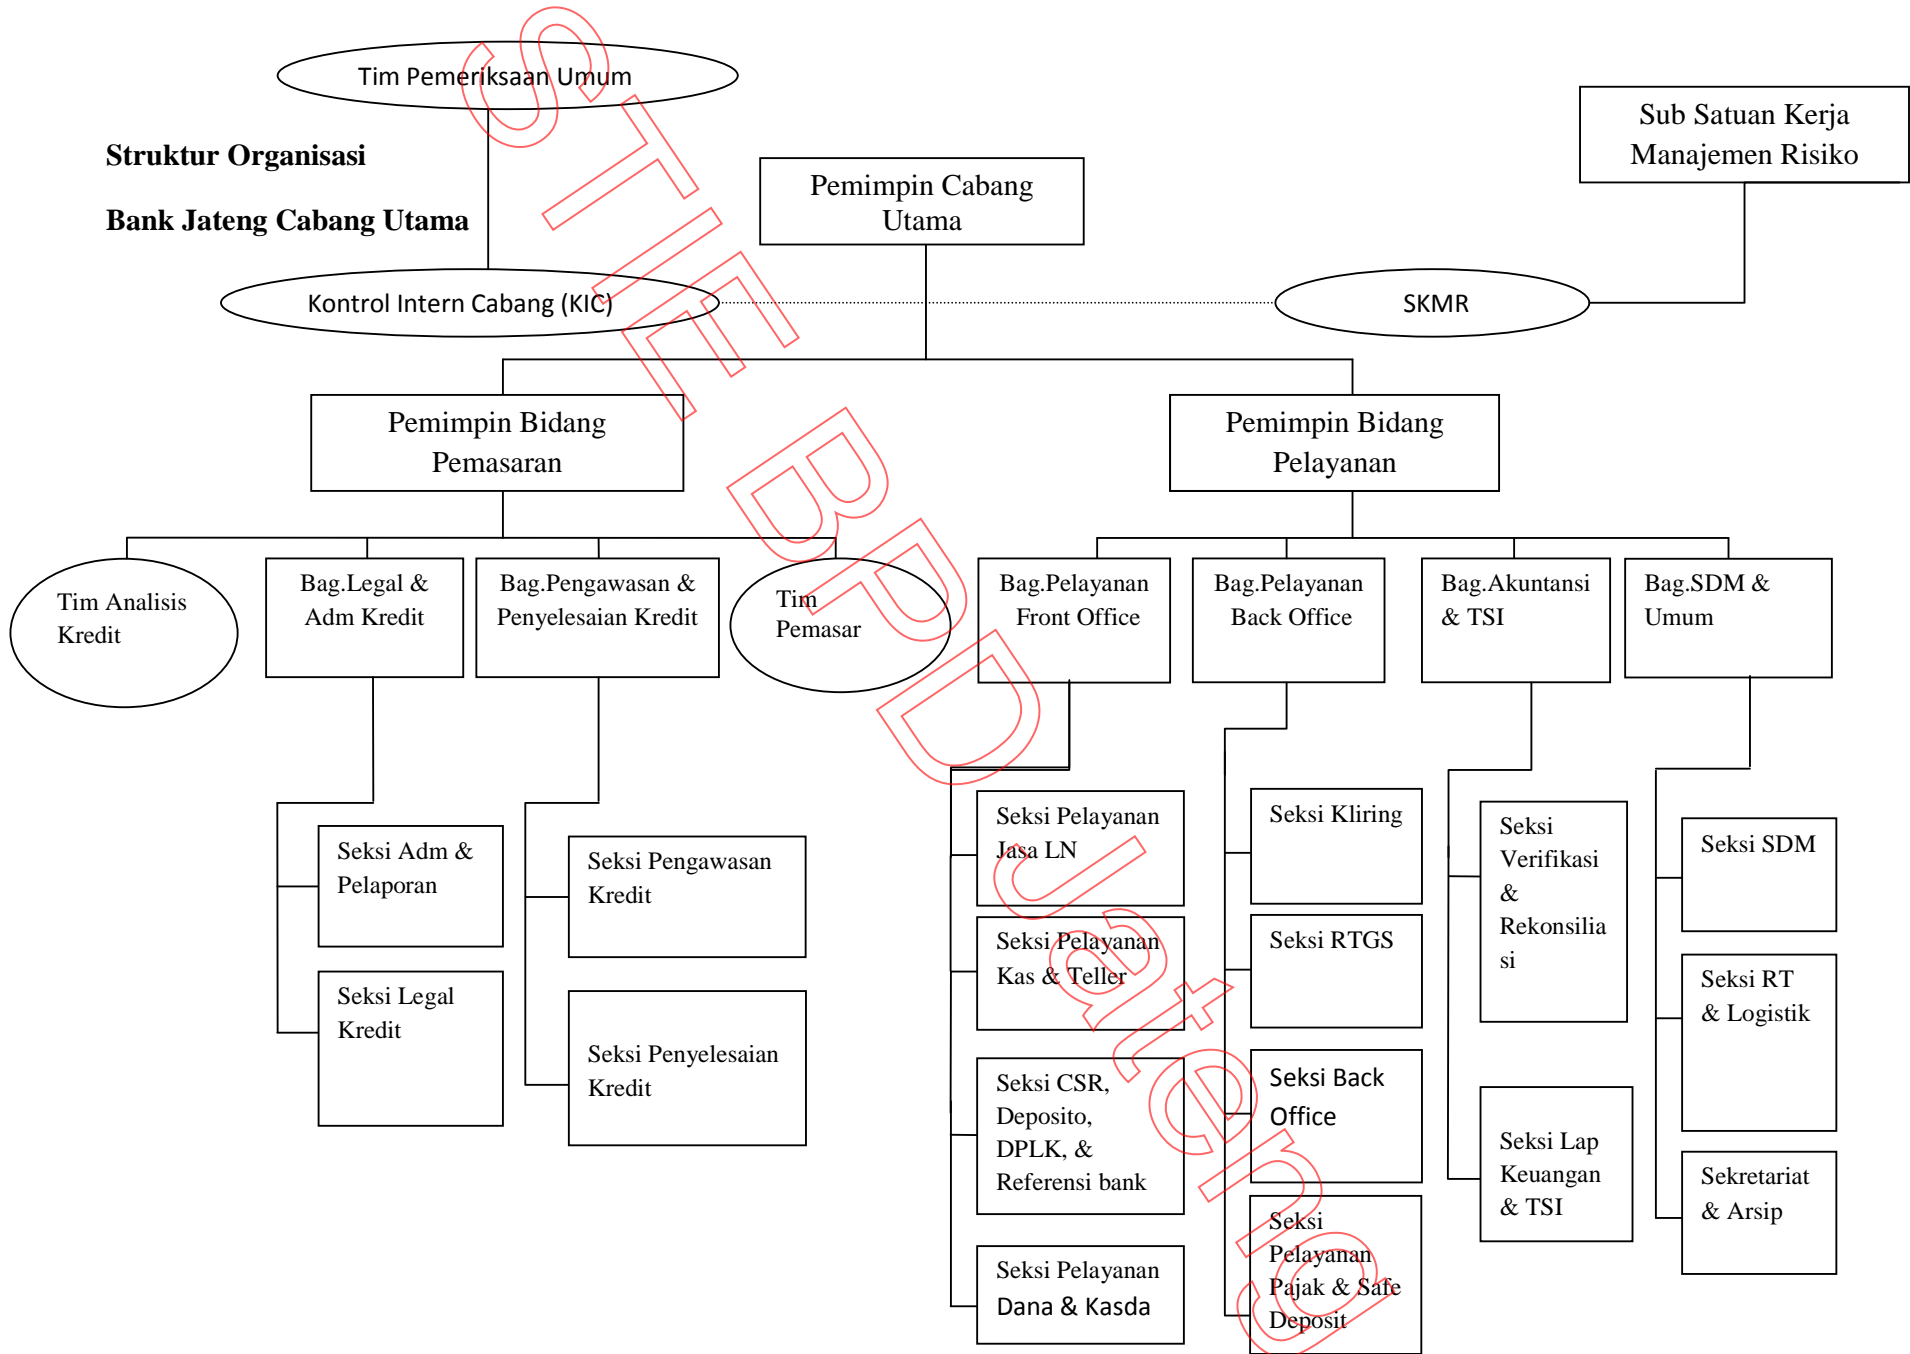 Tim Pemeriksaan Umum
Sub Satuan Kerja
Manajemen Risiko
Struktur Organisasi
Bank Jateng Cabang Utama
Pemimpin Cabang
Utama
Kontrol Intern Cabang (KIC)
SKMR
Pemimpin Bidang
Pemasaran
Pemimpin Bidang
Pelayanan
Tim Analisis
Kredit
Bag.Legal &
Adm Kredit
Bag.Pengawasan &
Penyelesaian Kredit
Tim
Pemasar
Bag.Pelayanan
Front Office
Bag.Pelayanan
Back Office
Bag.Akuntansi
& TSI
Bag.SDM &
Umum
Seksi Adm &
Pelaporan
Seksi Legal
Kredit
Seksi Pengawasan
Kredit
Seksi Penyelesaian
Kredit
Seksi Pelayanan
Jasa LN
Seksi Pelayanan
Kas & Teller
Seksi CSR,
Deposito,
DPLK, &
Referensi bank
Seksi Pelayanan
Dana & Kasda
Seksi Kliring
Seksi RTGS
Seksi Back
Office
Seksi
Pelayanan
Pajak & Safe
Deposit
Seksi
Verifikasi
&
Rekonsilia
si
Seksi Lap
Keuangan
& TSI
Seksi SDM
Seksi RT
& Logistik
Sekretariat
& Arsip
STIE BPD Jateng